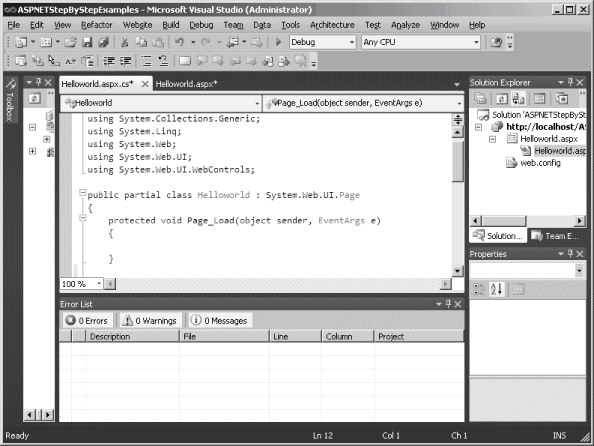 ASPNETStepByStepExamples - Microsoft Visual Studio (Administrator)
File Edit View Refactor Website Build Debug Team Data Tools Architecture Test Analyze Window Help
Debug Any CPU
Toolbox
Helloworld.aspx.cs* Helloworld.aspx*
Helloworld Page_Load(object sender, EventArgs e)
using System.Collections.Generic;
using System.Linq;
using System.Web;
using System.Web.UI;
using System.Web.UI.WebControls;
public partial class Helloworld : System.Web.UI.Page
{
protected void Page_Load(object sender, EventArgs e)
{
}
100 %
Solution Explorer
Solution 'ASPNETStepBySt
http://localhost/AS
Helloworld.aspx
Helloworld.asp
web.config
Solution... Team E...
Properties
Error List
0 Errors 0 Warnings 0 Messages
Description File Line Column Project
Ready Ln 12 Col 1 Ch 1 INS